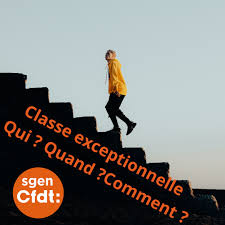 Classe exceptionnelle
Qui ? Quand ?Comment ?
sgen
Cfdt: